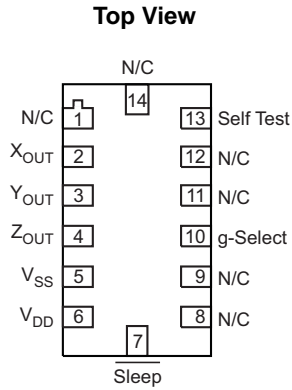 Top View
N/C
14
N/C 1 13 Self Test
XOUT 2 12 N/C
YOUT 3 11 N/C
ZOUT 4 10 g-Select
VSS 5 9 N/C
VDD 6 8 N/C
7
Sleep